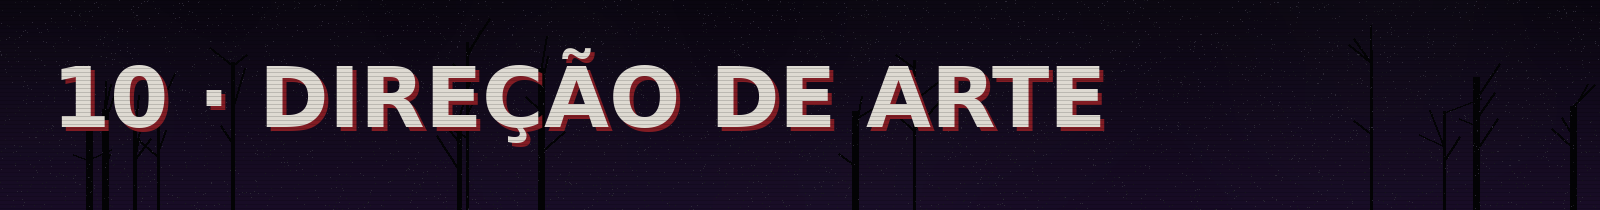 10 · DIREÇÃO DE ARTE